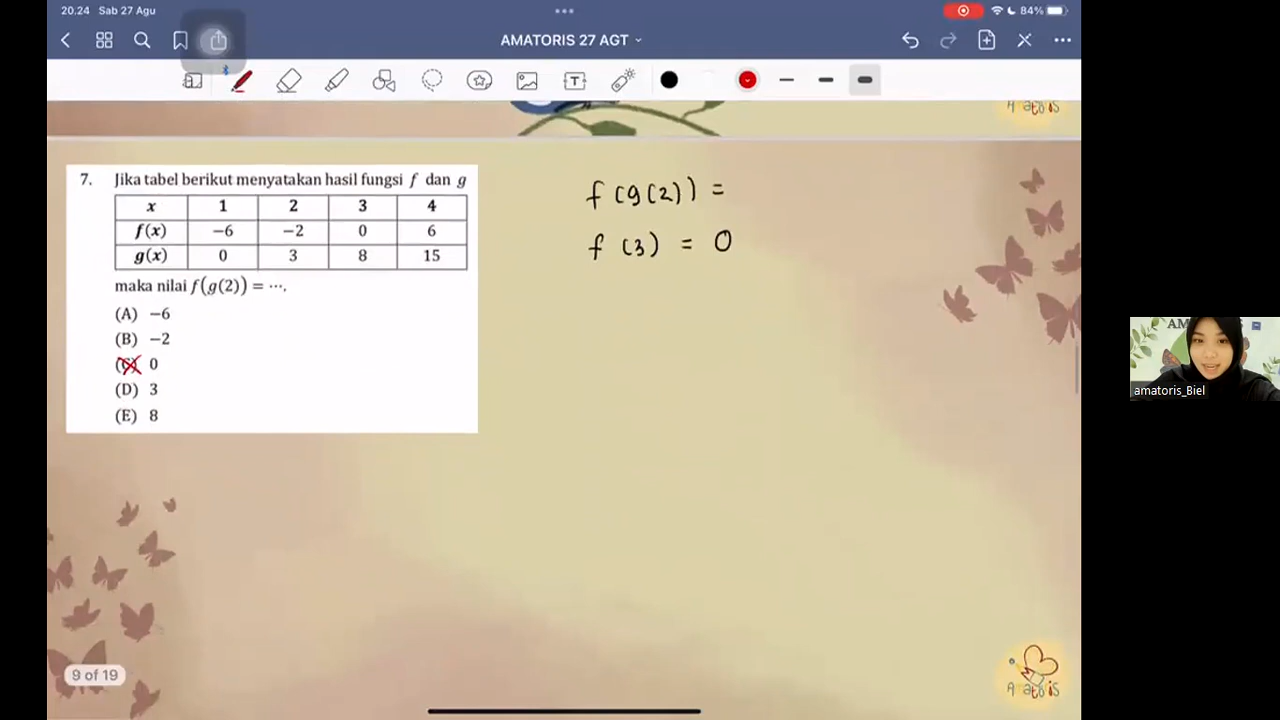 20.24 Sab 27 Agu
84%
AMATORIS 27 AGT
7. Jika tabel berikut menyatakan hasil fungsi f dan g
x 1 2 3 4
f(x) −6 −2 0 6
g(x) 0 3 8 15
maka nilai f(g(2)) = ⋯.
(A) −6
(B) −2
(C) 0
(D) 3
(E) 8
f(g(2)) =
f(3) = 0
amatoris_Biel
9 of 19
Amatoris